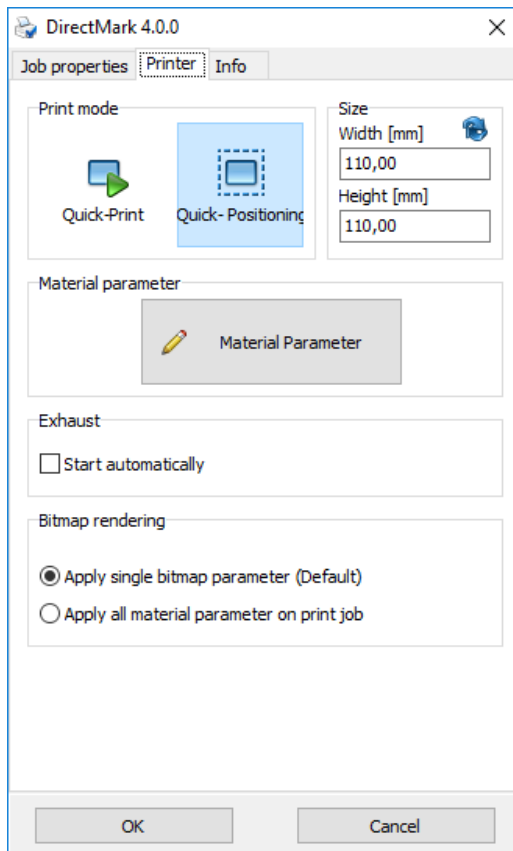 DirectMark 4.0.0
Job properties Printer Info
Print mode
Quick-Print
Quick- Positioning
Size
Width [mm]
110,00
Height [mm]
110,00
Material parameter
Material Parameter
Exhaust
Start automatically
Bitmap rendering
Apply single bitmap parameter (Default)
Apply all material parameter on print job
OK Cancel